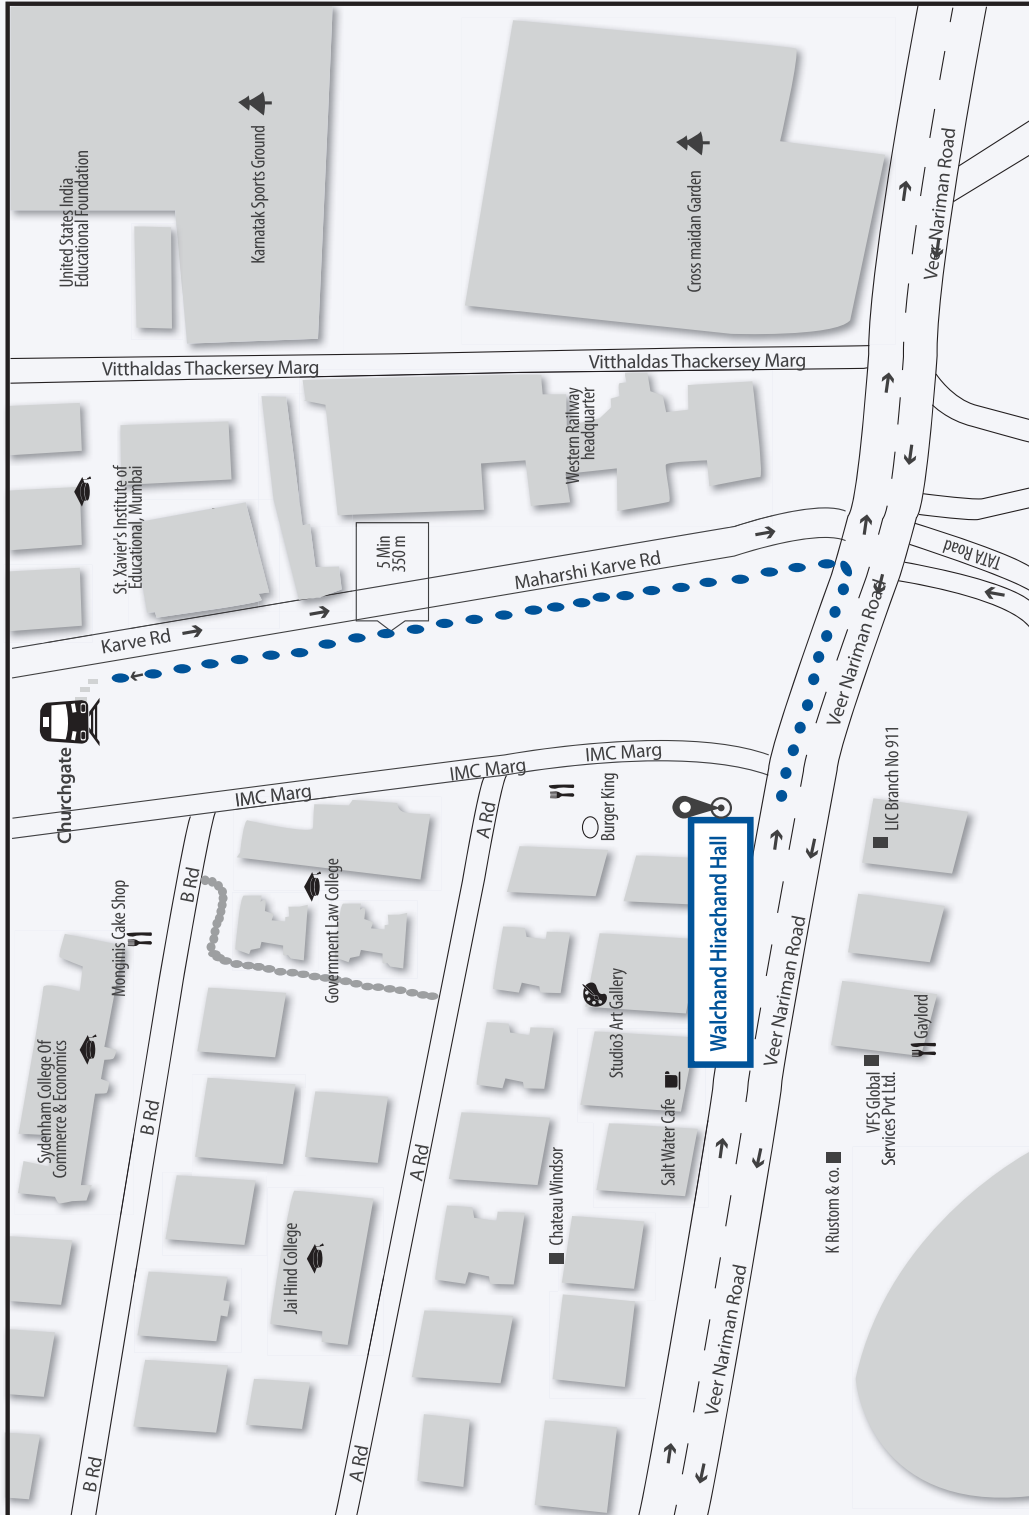 United States India
Educational Foundation
Karnatak Sports Ground
Cross maidan Garden
Veer Nariman Road
Vitthaldas Thackersey Marg
Vitthaldas Thackersey Marg
St. Xavier's Institute of
Educational, Mumbai
Western Railway
headquarter
5 Min
350 m
Karve Rd
Maharshi Karve Rd
TATA Road
Veer Nariman Road
Churchgate
IMC Marg
IMC Marg
IMC Marg
Burger King
LIC Branch No 911
A Rd
B Rd
Monginis Cake Shop
Government Law College
Walchand Hirachand Hall
Veer Nariman Road
Studio3 Art Gallery
Gaylord
Sydenham College Of
Commerce & Economics
B Rd
A Rd
Salt Water Cafe
VFS Global
Services Pvt Ltd.
Chateau Windsor
K Rustom & co.
Jai Hind College
Veer Nariman Road
B Rd
A Rd